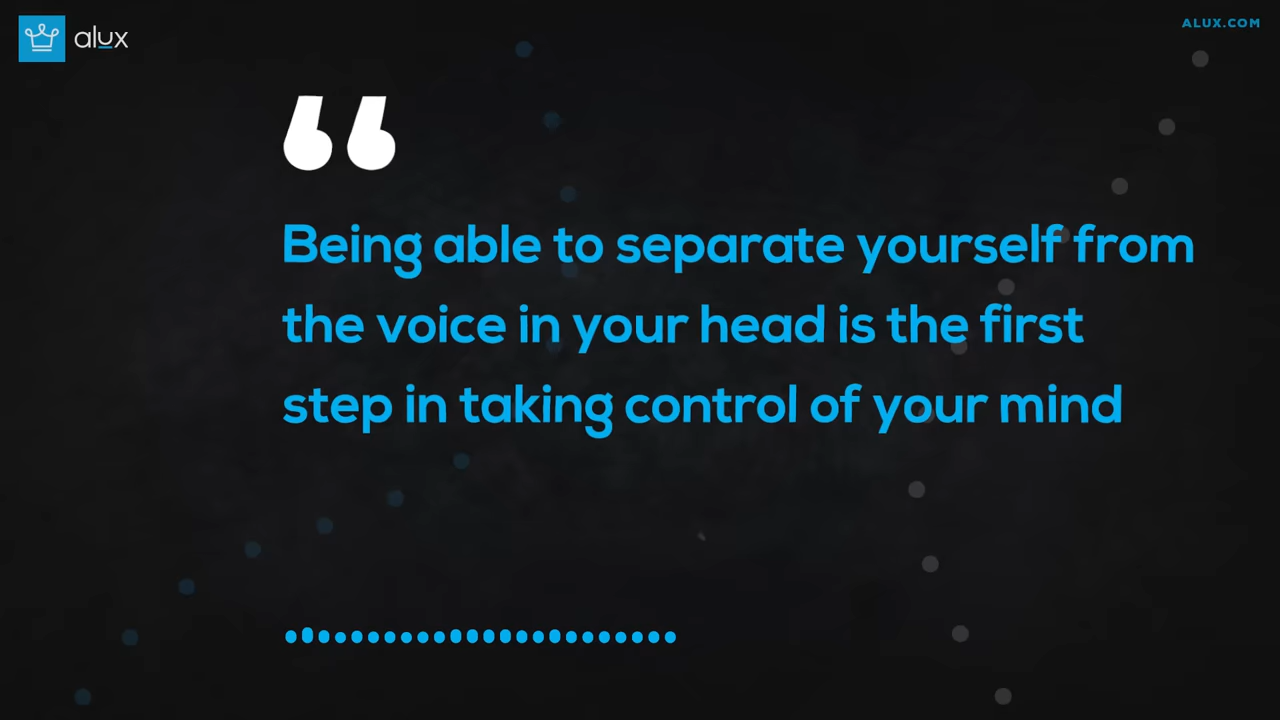 alux
ALUX.COM
“
Being able to separate yourself from
the voice in your head is the first
step in taking control of your mind